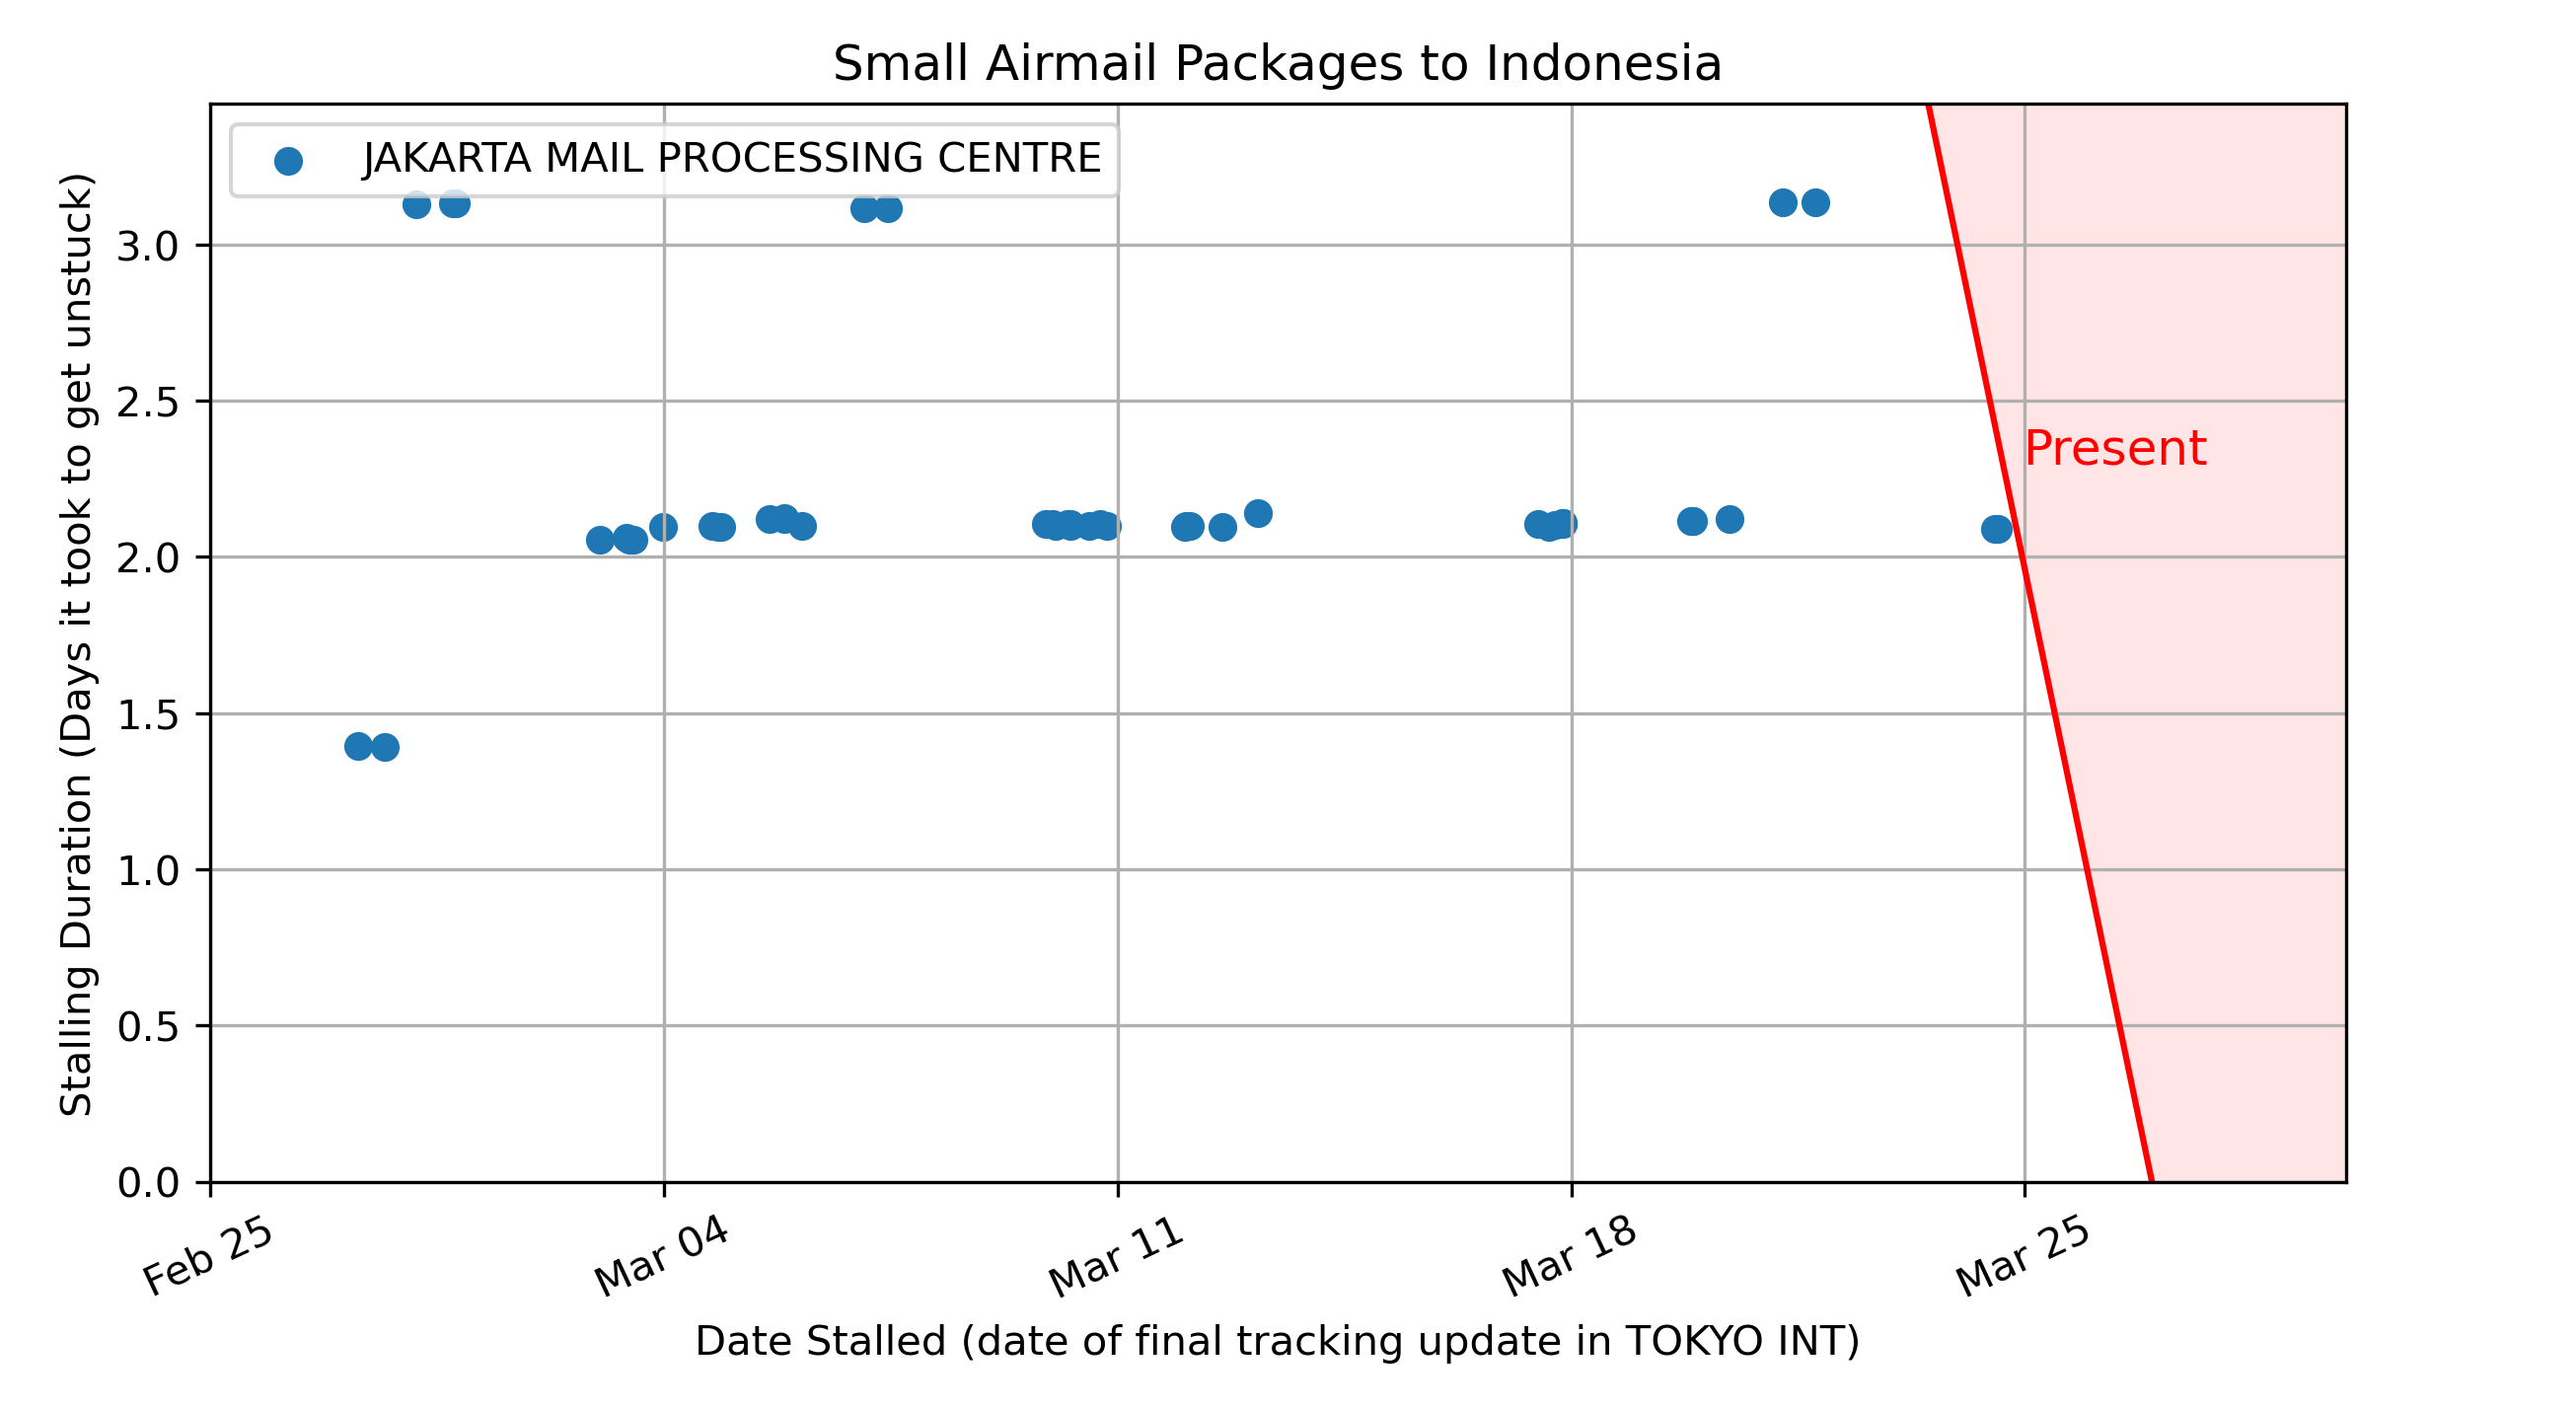 Small Airmail Packages to Indonesia
JAKARTA MAIL PROCESSING CENTRE
Stalling Duration (Days it took to get unstuck)
3.0
2.5
2.0
1.5
1.0
0.5
0.0
Present
Feb 25
Mar 04
Mar 11
Mar 18
Mar 25
Date Stalled (date of final tracking update in TOKYO INT)